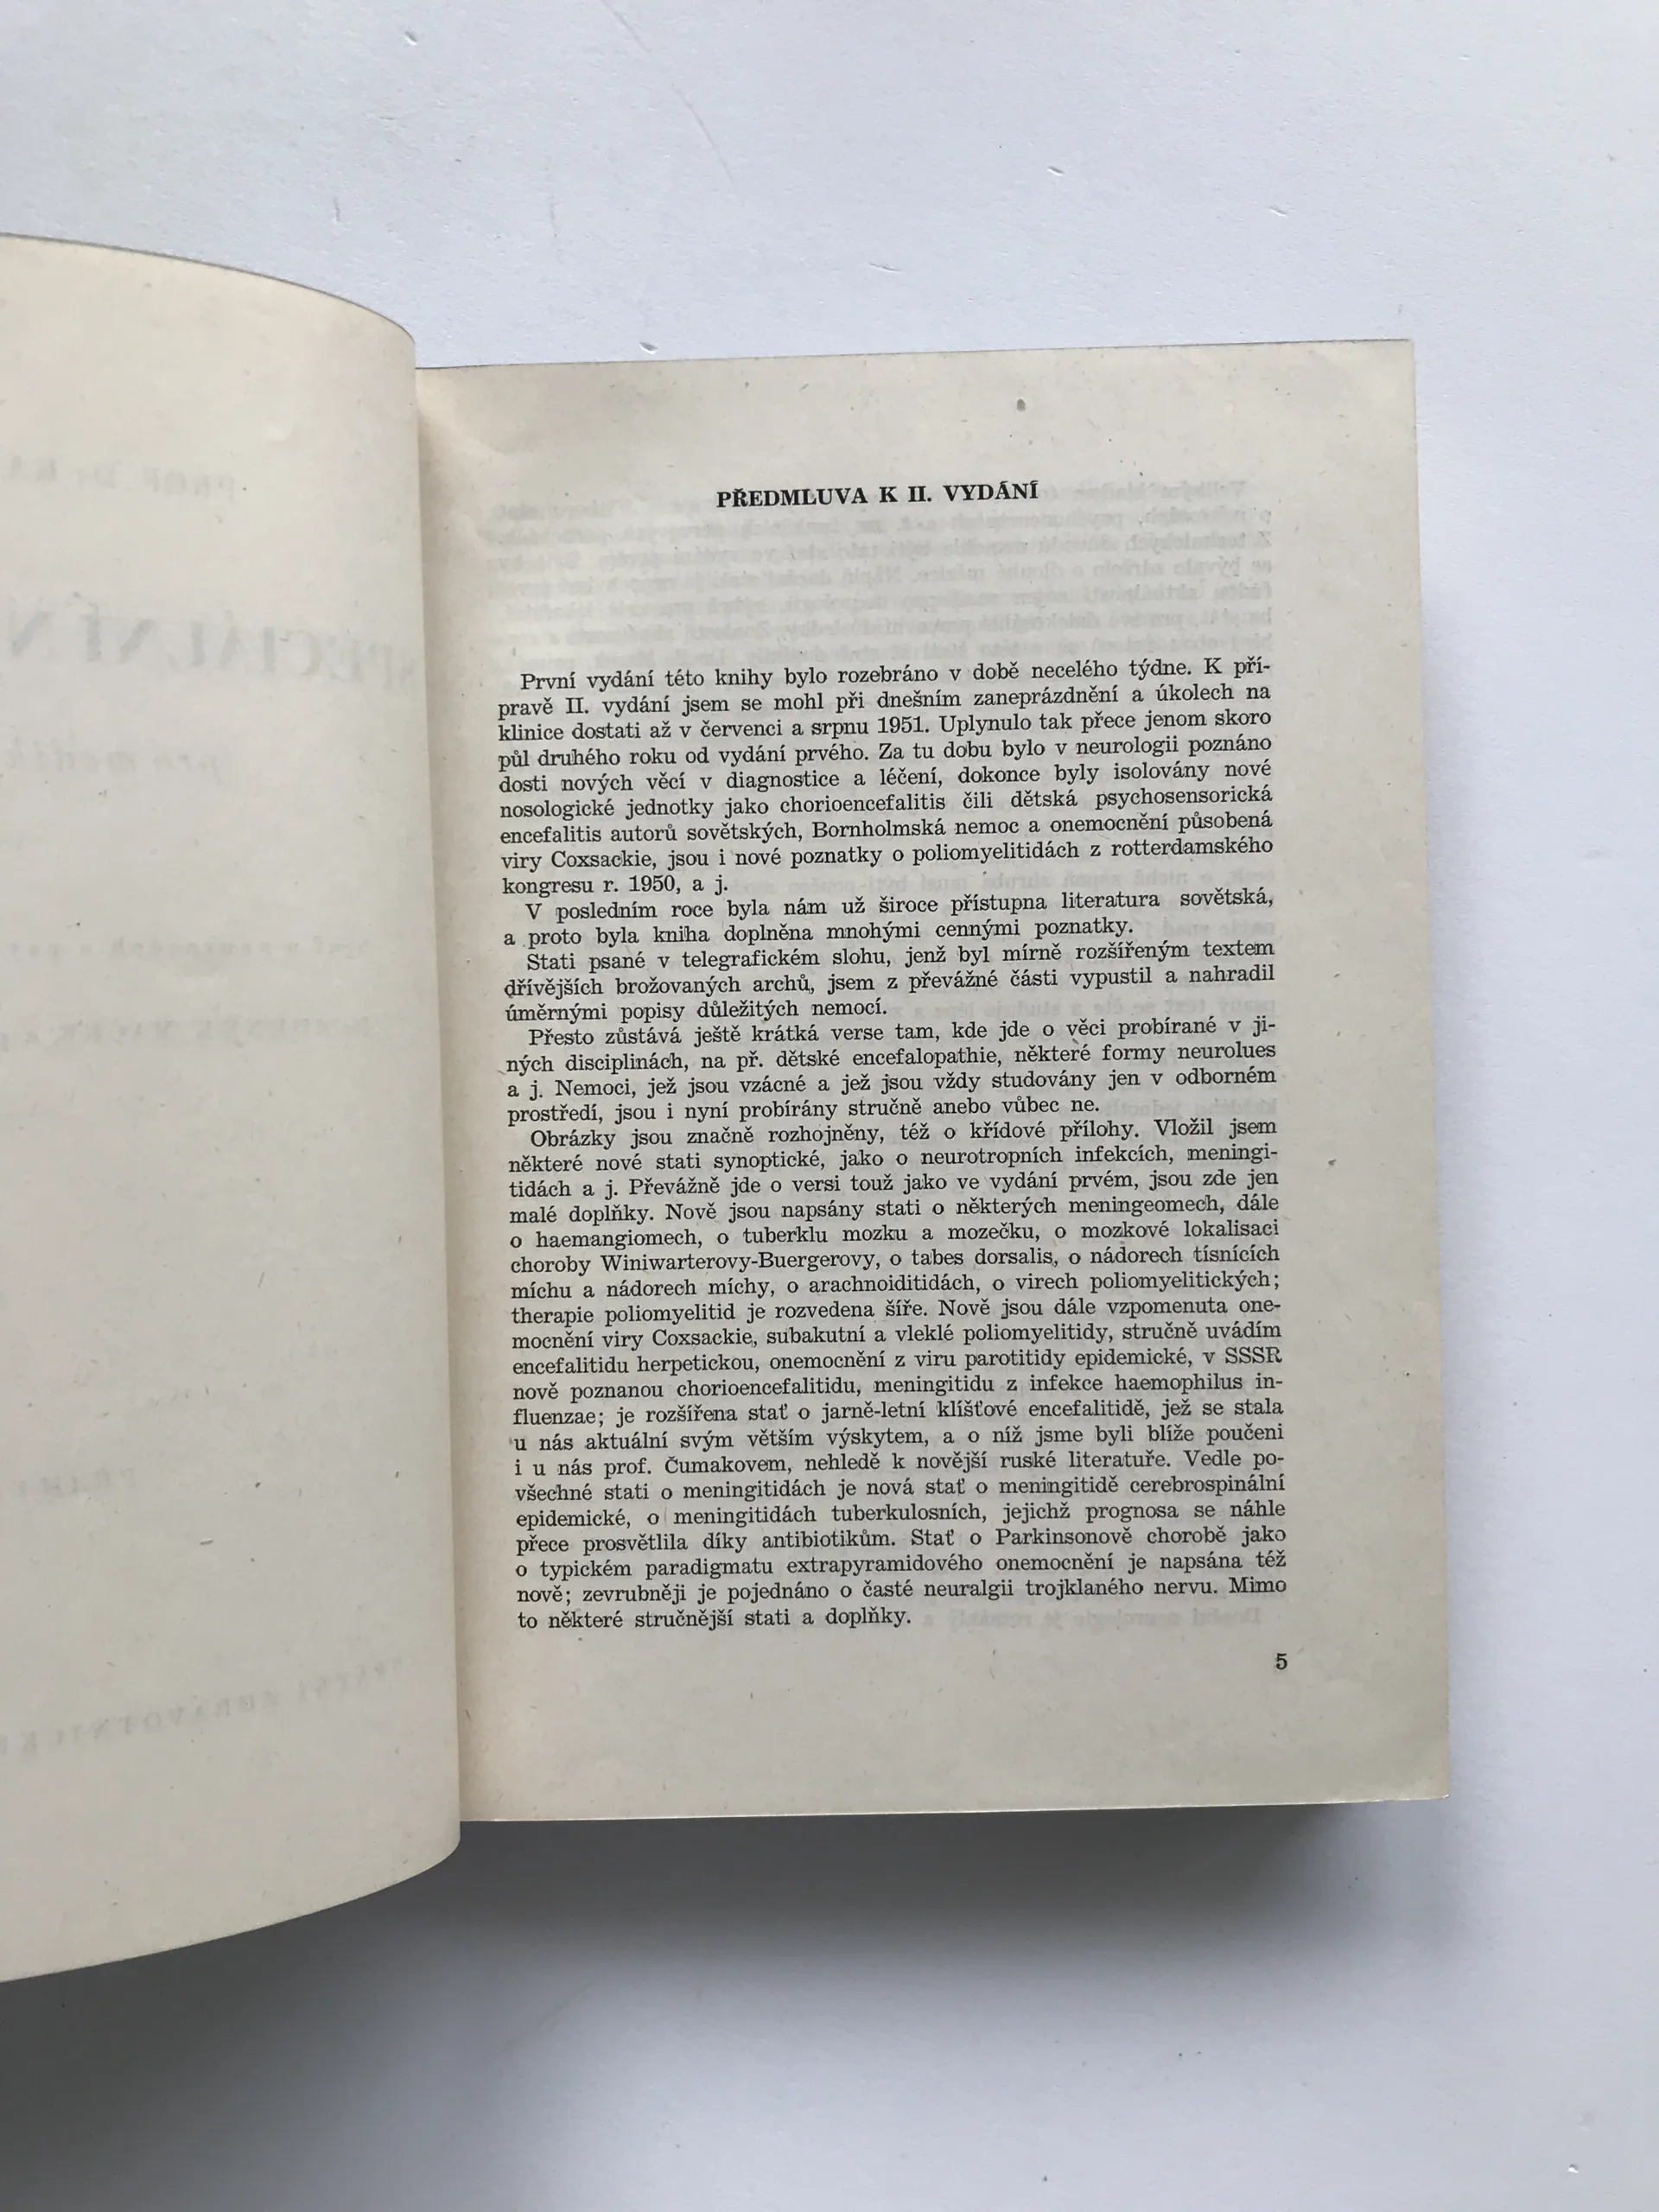 PŘEDMLUVA K II. VYDÁNÍ
První vydání této knihy bylo rozebráno v době necelého týdne. K pří-
pravě II. vydání jsem se mohl při dnešním zaneprázdnění a úkolech na
klinice dostati až v červenci a srpnu 1951. Uplynulo tak přece jenom skoro
půl druhého roku od vydání prvého. Za tu dobu bylo v neurologii poznáno
dosti nových věcí v diagnostice a léčení, dokonce byly isolovány nové
nosologické jednotky jako chorioencefalitis čili dětská psychosensorická
encefalitis autorů sovětských, Bornholmská nemoc a onemocnění působená
viry Coxsackie, jsou i nové poznatky o poliomyelitidách z rotterdamského
kongresu r. 1950, a j.
V posledním roce byla nám už široce přístupna literatura sovětská,
a proto byla kniha doplněna mnohými cennými poznatky.
Stati psané v telegrafickém slohu, jenž byl mírně rozšířeným textem
dřívějších brožovaných archů, jsem z převážné části vypustil a nahradil
úměrnými popisy důležitých nemocí.
Přesto zůstává ještě krátká verse tam, kde jde o věci probírané v ji-
ných disciplinách, na př. dětské encefalopathie, některé formy neurolues
a j. Nemoci, jež jsou vzácné a jež jsou vždy studovány jen v odborném
prostředí, jsou i nyní probírány stručně anebo vůbec ne.
Obrázky jsou značně rozhojněny, též o křídové přílohy. Vložil jsem
některé nové stati synoptické, jako o neurotropních infekcích, meningi-
tidách a j. Převážně jde o versi touž jako ve vydání prvém, jsou zde jen
malé doplňky. Nově jsou napsány stati o některých meningeomech, dále
o haemangiomech, o tuberklu mozku a mozečku, o mozkové lokalisaci
choroby Winiwarterovy-Buergerovy, o tabes dorsalis, o nádorech tísnících
míchu a nádorech míchy, o arachnoiditidách, o virech poliomyelitických;
therapie poliomyelitid je rozvedena šíře. Nově jsou dále vzpomenuta one-
mocnění viry Coxsackie, subakutní a vleklé poliomyelitidy, stručně uvádím
encefalitidu herpetickou, onemocnění z viru parotitidy epidemické, v SSSR
nově poznanou chorioencefalitidu, meningitidu z infekce haemophilus in-
fluenzae; je rozšířena stať o jarně-letní klíšťové encefalitidě, jež se stala
u nás aktuální svým větším výskytem, a o níž jsme byli blíže poučeni
i u nás prof. Čumakovem, nehledě k novější ruské literatuře. Vedle po-
všechné stati o meningitidách je nová stať o meningitidě cerebrospinální
epidemické, o meningitidách tuberkulosních, jejichž prognosa se náhle
přece prosvětlila díky antibiotikům. Stať o Parkinsonově chorobě jako
o typickém paradigmatu extrapyramidového onemocnění je napsána též
nově; zevrubněji je pojednáno o časté neuralgii trojklaného nervu. Mimo
to některé stručnější stati a doplňky.
5